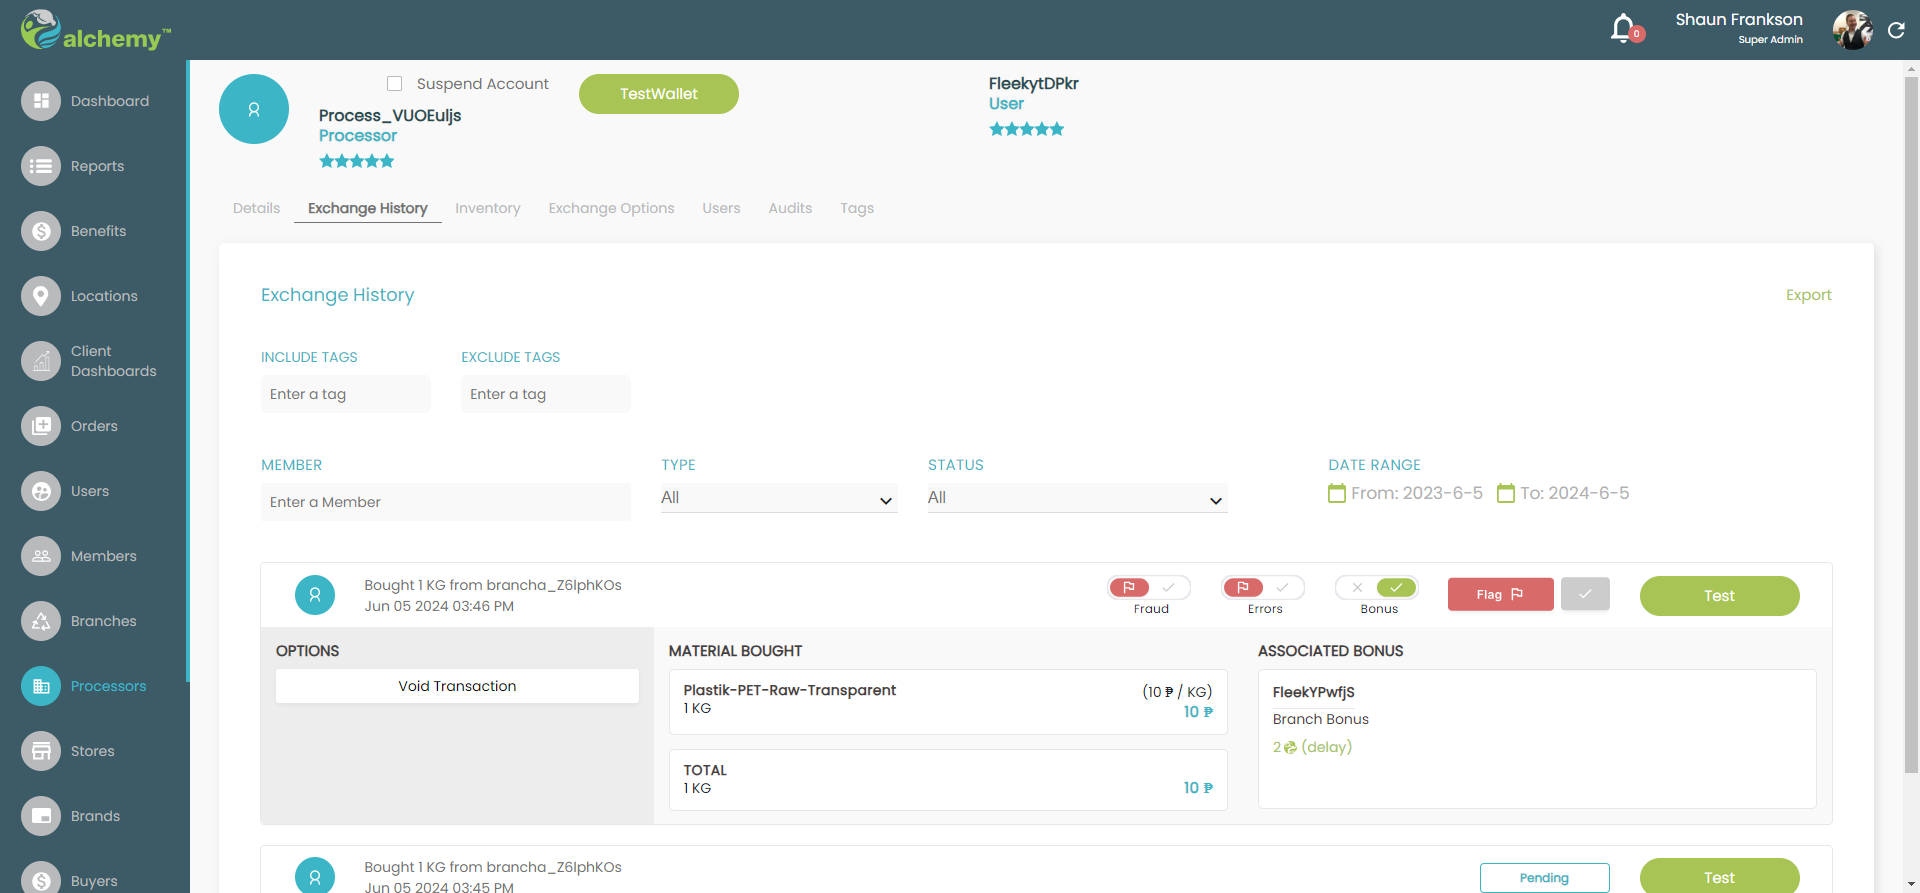 alchemy™
0
Shaun Frankson
Super Admin
Dashboard
Reports
Benefits
Locations
Client
Dashboards
Orders
Users
Members
Branches
Processors
Stores
Brands
Buyers
Suspend Account
TestWallet
Process_VUOEuljs
Processor
FleekytDPkr
User
Details
Exchange History
Inventory
Exchange Options
Users
Audits
Tags
Exchange History
Export
INCLUDE TAGS
EXCLUDE TAGS
Enter a tag
Enter a tag
MEMBER
TYPE
STATUS
DATE RANGE
Enter a Member
All
All
From: 2023-6-5
To: 2024-6-5
Bought 1 KG from brancha_Z6lphKOs
Jun 05 2024 03:46 PM
Fraud
Errors
Bonus
Flag
Test
OPTIONS
Void Transaction
MATERIAL BOUGHT
Plastik-PET-Raw-Transparent
(10 ₱ / KG)
1 KG
10 ₱
TOTAL
1 KG
10 ₱
ASSOCIATED BONUS
FleekYPwfjS
Branch Bonus
2 (delay)
Bought 1 KG from brancha_Z6lphKOs
Jun 05 2024 03:45 PM
Pending
Test